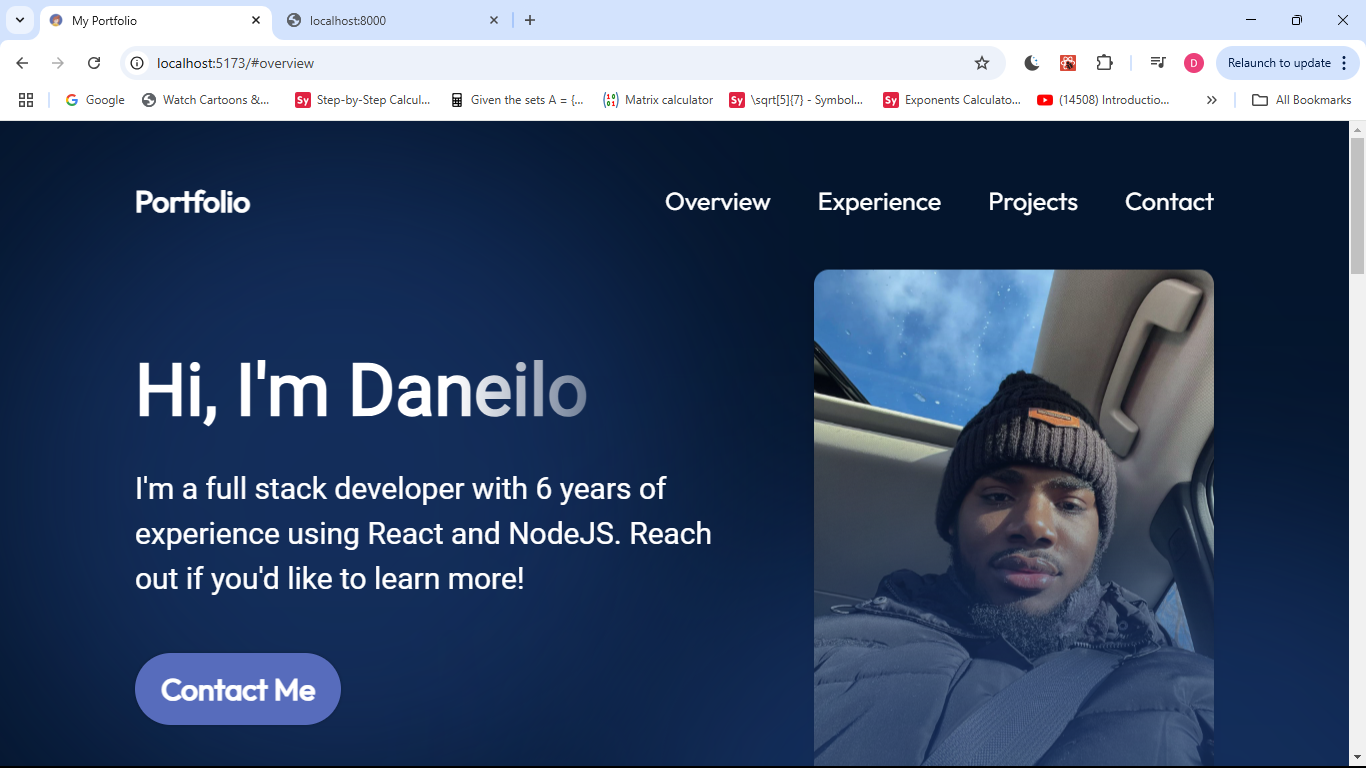 My Portfolio
localhost:8000
localhost:5173/#overview
D
Relaunch to update
Google
Watch Cartoons &...
Sy Step-by-Step Calcul...
Given the sets A = {...
Matrix calculator
Sy \sqrt[5]{7} - Symbol...
Sy Exponents Calculato...
(14508) Introductio...
»
All Bookmarks
Portfolio
Overview
Experience
Projects
Contact
Hi, I'm Daneilo
I'm a full stack developer with 6 years of
experience using React and NodeJS. Reach
out if you'd like to learn more!
Contact Me